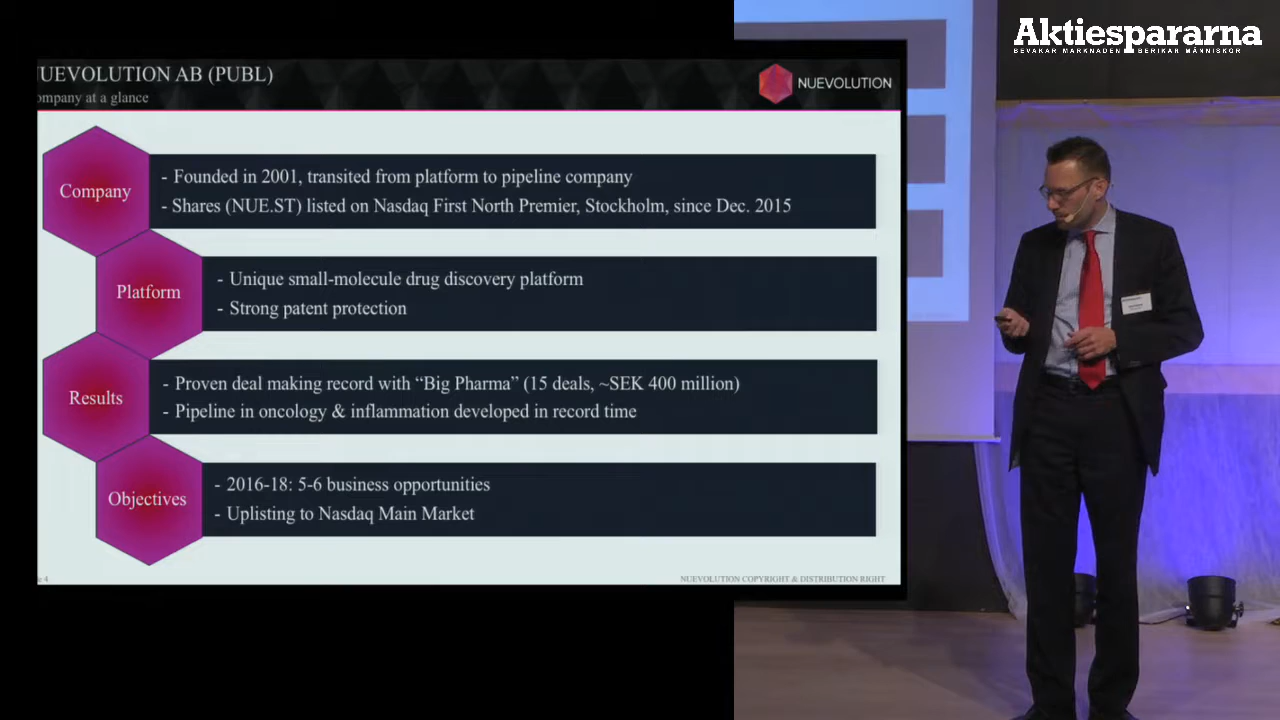 Aktiespararna
BEVAKAR MARKNADEN BERIKAR MÄNNISKOR
UEVOLUTION AB (PUBL)
ompany at a glance
NUEVOLUTION
Company
- Founded in 2001, transited from platform to pipeline company
- Shares (NUE.ST) listed on Nasdaq First North Premier, Stockholm, since Dec. 2015
Platform
- Unique small-molecule drug discovery platform
- Strong patent protection
Results
- Proven deal making record with “Big Pharma” (15 deals, ~SEK 400 million)
- Pipeline in oncology & inflammation developed in record time
Objectives
- 2016-18: 5-6 business opportunities
- Uplisting to Nasdaq Main Market
e 4
NUEVOLUTION COPYRIGHT & DISTRIBUTION RIGHT